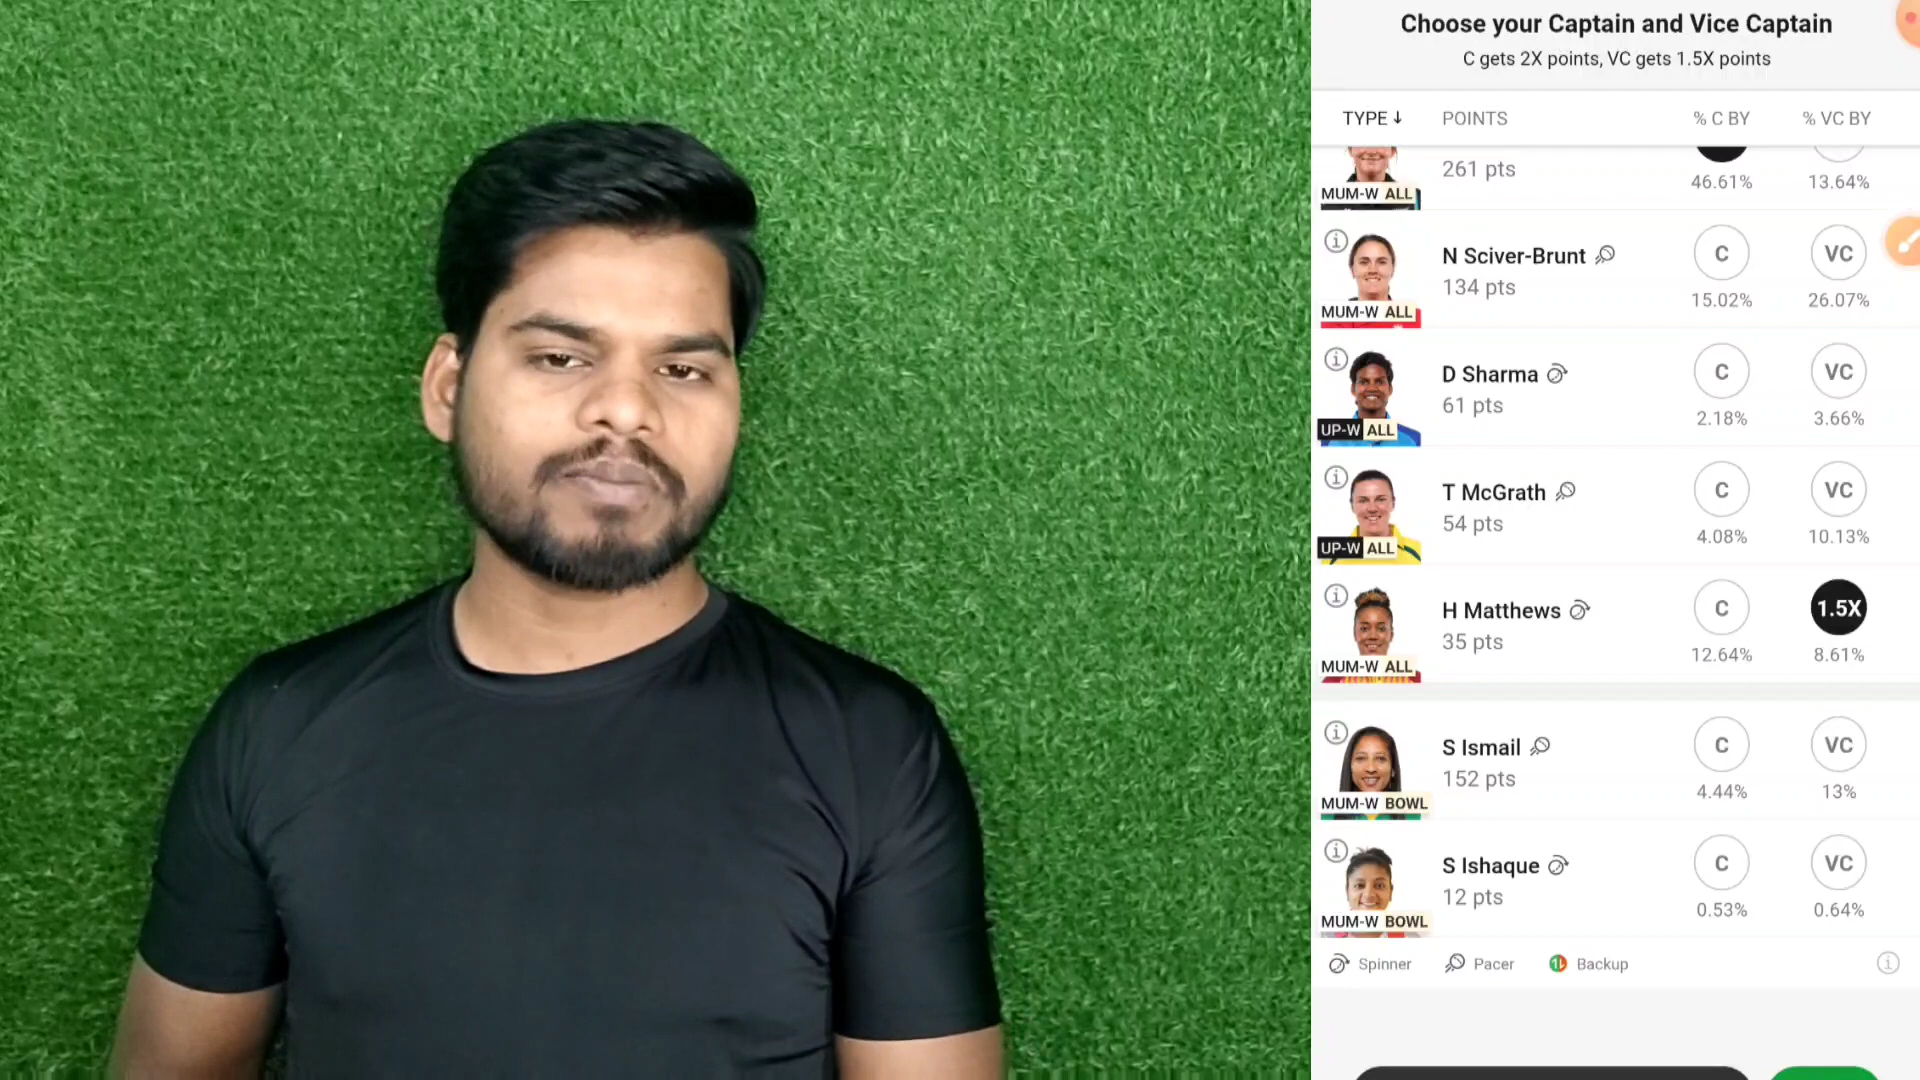 Choose your Captain and Vice Captain
C gets 2X points, VC gets 1.5X points
TYPE↓ POINTS % C BY % VC BY
261 pts 46.61% 13.64%
MUM-W ALL
N Sciver-Brunt C VC
134 pts 15.02% 26.07%
MUM-W ALL
D Sharma C VC
61 pts 2.18% 3.66%
UP-W ALL
T McGrath C VC
54 pts 4.08% 10.13%
UP-W ALL
H Matthews C 1.5X
35 pts 12.64% 8.61%
MUM-W ALL
S Ismail C VC
152 pts 4.44% 13%
MUM-W BOWL
S Ishaque C VC
12 pts 0.53% 0.64%
MUM-W BOWL
Spinner Pacer Backup